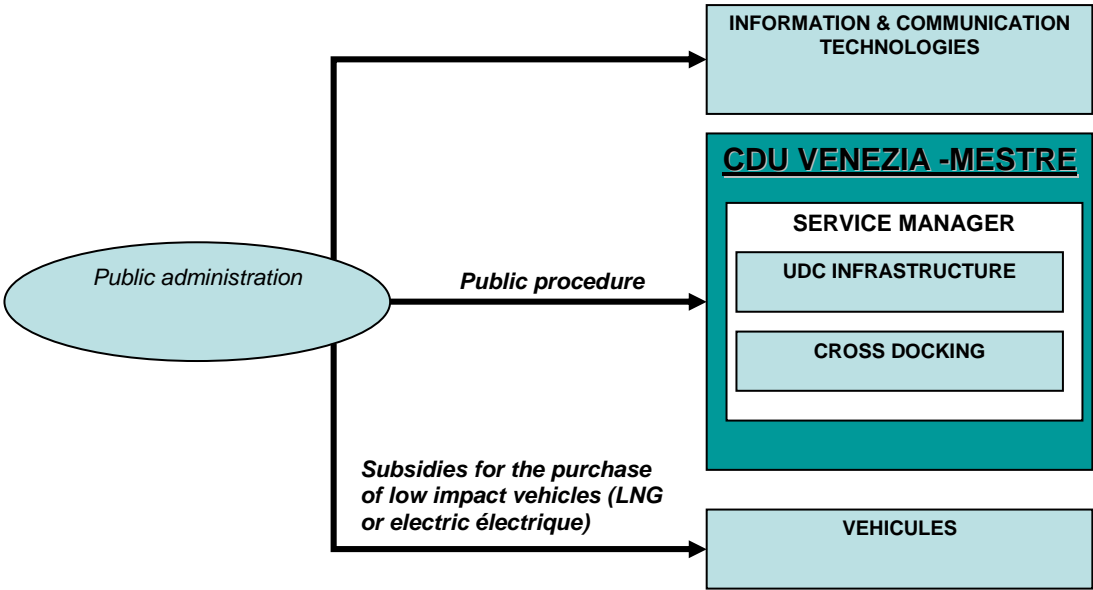 INFORMATION & COMMUNICATION
TECHNOLOGIES
CDU VENEZIA -MESTRE
SERVICE MANAGER
UDC INFRASTRUCTURE
CROSS DOCKING
Public administration
Public procedure
Subsidies for the purchase
of low impact vehicles (LNG
or electric électrique)
VEHICULES